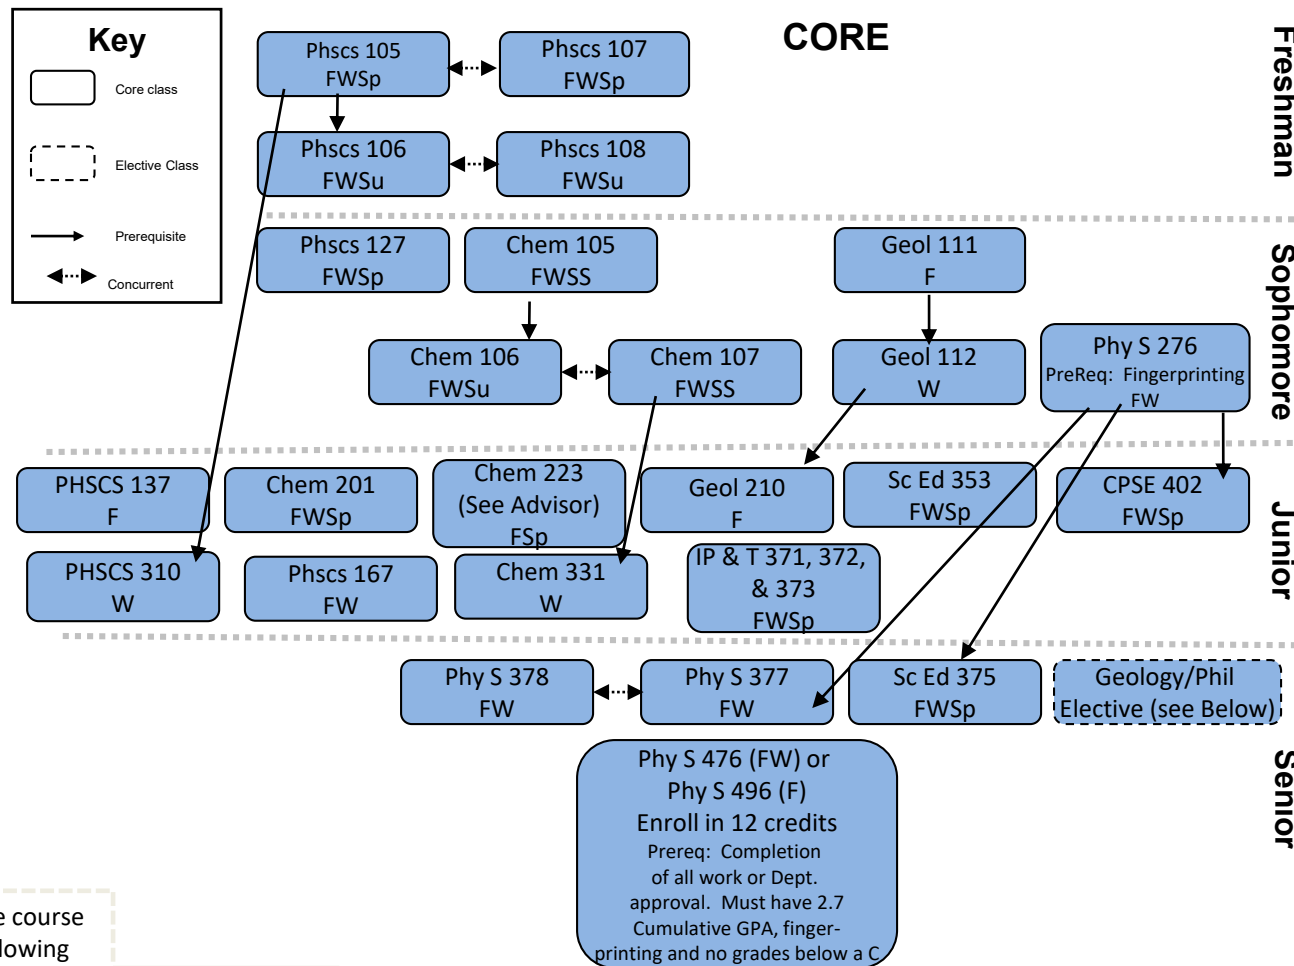 Key
Core class
Elective Class
Prerequisite
Concurrent
CORE
Freshman
Phscs 105
FWSp
Phscs 107
FWSp
Phscs 106
FWSu
Phscs 108
FWSu
Sophomore
Phscs 127
FWSp
Chem 105
FWSS
Geol 111
F
Chem 106
FWSu
Chem 107
FWSS
Geol 112
W
Phy S 276
PreReq: Fingerprinting
FW
Junior
PHSCS 137
F
Chem 201
FWSp
Chem 223
(See Advisor)
FSp
Geol 210
F
Sc Ed 353
FWSp
CPSE 402
FWSp
PHSCS 310
W
Phscs 167
FW
Chem 331
W
IP & T 371, 372,
& 373
FWSp
Senior
Phy S 378
FW
Phy S 377
FW
Sc Ed 375
FWSp
Geology/Phil
Elective (see Below)
Phy S 476 (FW) or
Phy S 496 (F)
Enroll in 12 credits
Prereq: Completion
of all work or Dept.
approval. Must have 2.7
Cumulative GPA, finger-
printing and no grades below a C
e course
lowing